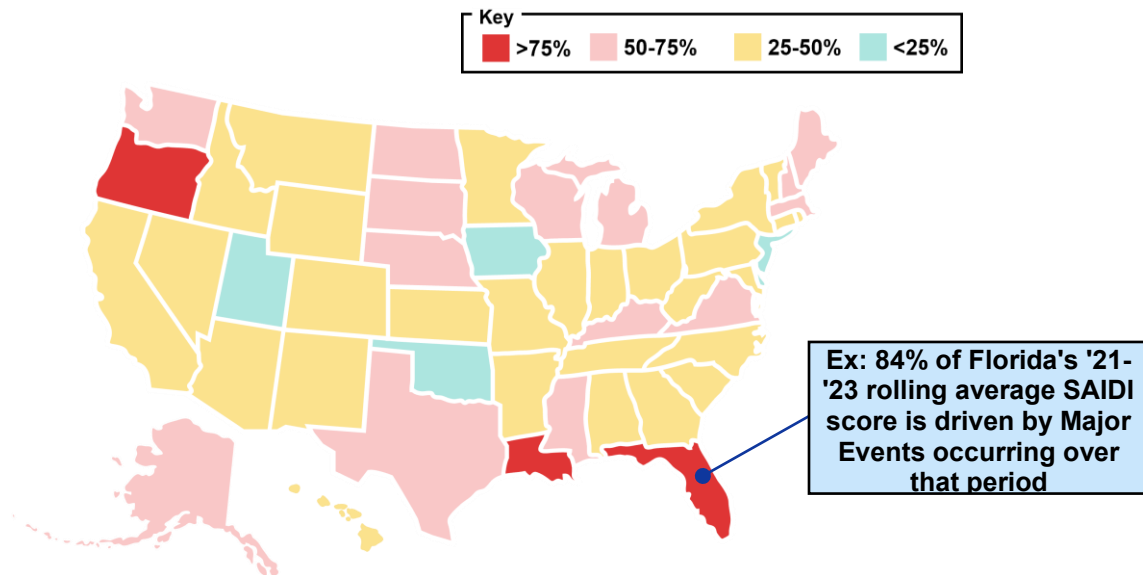 Key
>75% 50-75% 25-50% <25%
Ex: 84% of Florida's '21-
'23 rolling average SAIDI
score is driven by Major
Events occurring over
that period